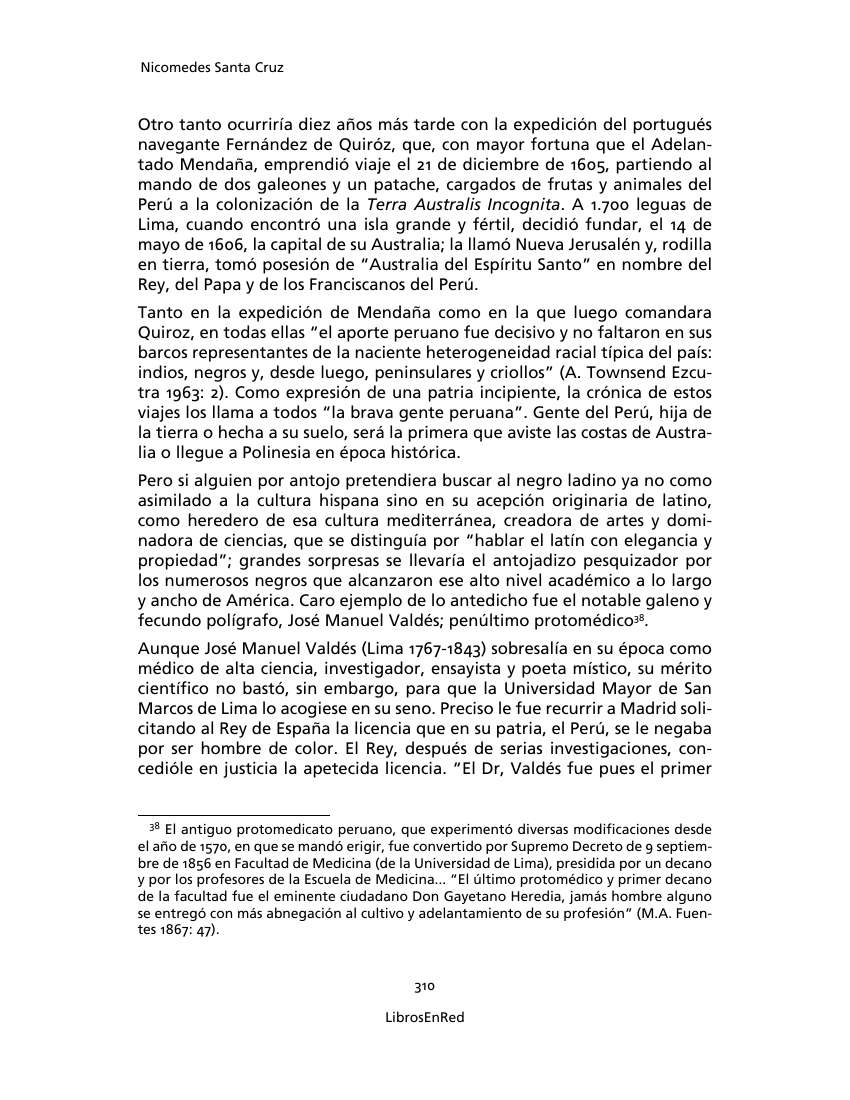 Nicomedes Santa Cruz
Otro tanto ocurriría diez años más tarde con la expedición del portugués
navegante Fernández de Quiróz, que, con mayor fortuna que el Adelan-
tado Mendaña, emprendió viaje el 21 de diciembre de 1605, partiendo al
mando de dos galeones y un patache, cargados de frutas y animales del
Perú a la colonización de la Terra Australis Incognita. A 1.700 leguas de
Lima, cuando encontró una isla grande y fértil, decidió fundar, el 14 de
mayo de 1606, la capital de su Australia; la llamó Nueva Jerusalén y, rodilla
en tierra, tomó posesión de “Australia del Espíritu Santo” en nombre del
Rey, del Papa y de los Franciscanos del Perú.
Tanto en la expedición de Mendaña como en la que luego comandara
Quiroz, en todas ellas “el aporte peruano fue decisivo y no faltaron en sus
barcos representantes de la naciente heterogeneidad racial típica del país:
indios, negros y, desde luego, peninsulares y criollos” (A. Townsend Ezcu-
tra 1963: 2). Como expresión de una patria incipiente, la crónica de estos
viajes los llama a todos “la brava gente peruana”. Gente del Perú, hija de
la tierra o hecha a su suelo, será la primera que aviste las costas de Austra-
lia o llegue a Polinesia en época histórica.
Pero si alguien por antojo pretendiera buscar al negro ladino ya no como
asimilado a la cultura hispana sino en su acepción originaria de latino,
como heredero de esa cultura mediterránea, creadora de artes y domi-
nadora de ciencias, que se distinguía por “hablar el latín con elegancia y
propiedad”; grandes sorpresas se llevaría el antojadizo pesquizador por
los numerosos negros que alcanzaron ese alto nivel académico a lo largo
y ancho de América. Caro ejemplo de lo antedicho fue el notable galeno y
fecundo polígrafo, José Manuel Valdés; penúltimo protomédico38.
Aunque José Manuel Valdés (Lima 1767-1843) sobresalía en su época como
médico de alta ciencia, investigador, ensayista y poeta místico, su mérito
científico no bastó, sin embargo, para que la Universidad Mayor de San
Marcos de Lima lo acogiese en su seno. Preciso le fue recurrir a Madrid soli-
citando al Rey de España la licencia que en su patria, el Perú, se le negaba
por ser hombre de color. El Rey, después de serias investigaciones, con-
cedióle en justicia la apetecida licencia. “El Dr, Valdés fue pues el primer
38 El antiguo protomedicato peruano, que experimentó diversas modificaciones desde
el año de 1570, en que se mandó erigir, fue convertido por Supremo Decreto de 9 septiem-
bre de 1856 en Facultad de Medicina (de la Universidad de Lima), presidida por un decano
y por los profesores de la Escuela de Medicina... “El último protomédico y primer decano
de la facultad fue el eminente ciudadano Don Gayetano Heredia, jamás hombre alguno
se entregó con más abnegación al cultivo y adelantamiento de su profesión” (M.A. Fuen-
tes 1867: 47).
310
LibrosEnRed